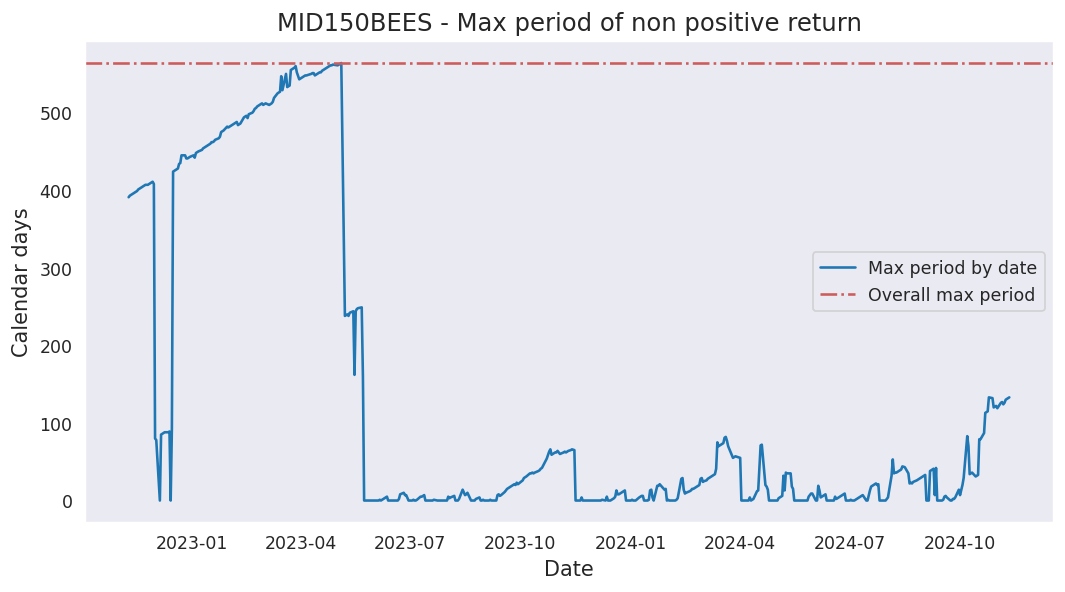 MID150BEES - Max period of non positive return
Calendar days
500
400
300
200
100
0
Max period by date
Overall max period
2023-01 2023-04 2023-07 2023-10 2024-01 2024-04 2024-07 2024-10
Date